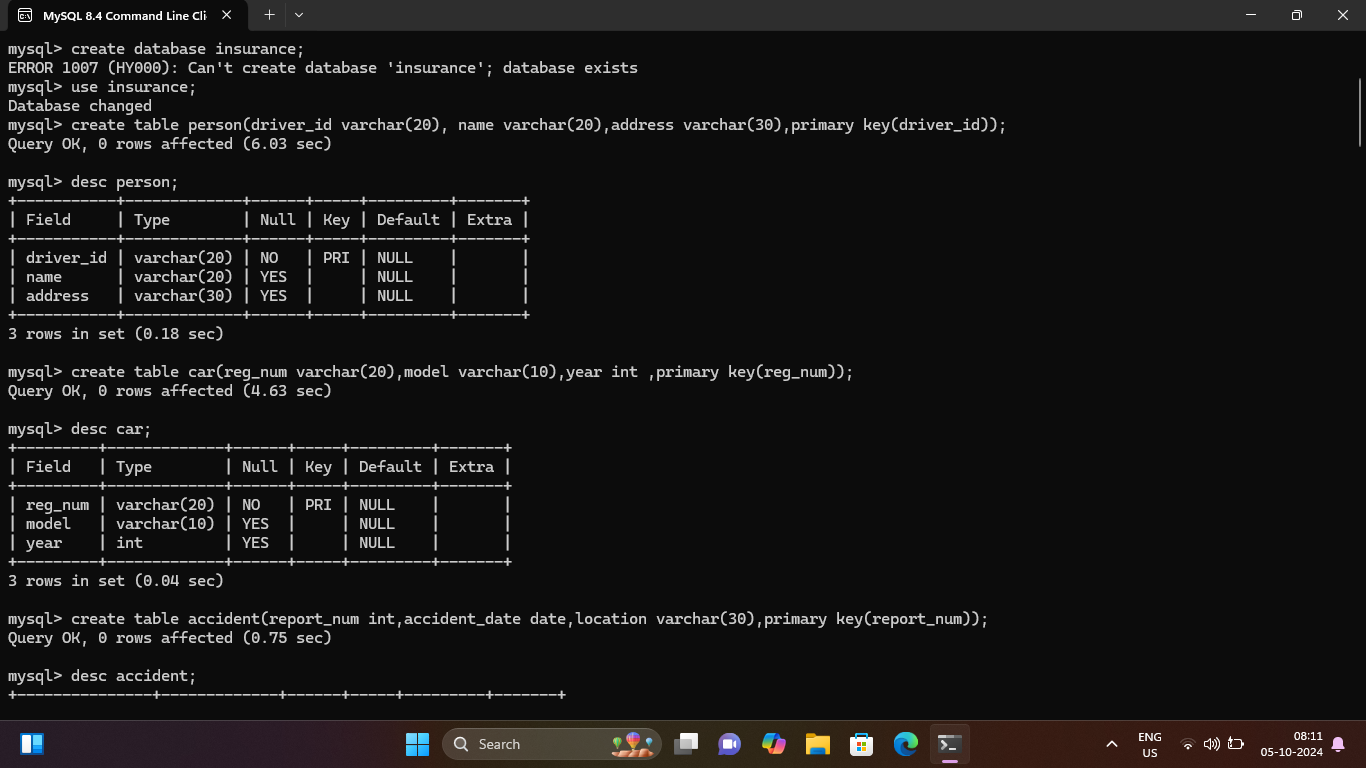 MySQL 8.4 Command Line Cli
mysql> create database insurance;
ERROR 1007 (HY000): Can't create database 'insurance'; database exists
mysql> use insurance;
Database changed
mysql> create table person(driver_id varchar(20), name varchar(20),address varchar(30),primary key(driver_id));
Query OK, 0 rows affected (6.03 sec)
mysql> desc person;
+-----------+-------------+------+-----+---------+-------+
| Field     | Type        | Null | Key | Default | Extra |
+-----------+-------------+------+-----+---------+-------+
| driver_id | varchar(20) | NO   | PRI | NULL    |       |
| name      | varchar(20) | YES  |     | NULL    |       |
| address   | varchar(30) | YES  |     | NULL    |       |
+-----------+-------------+------+-----+---------+-------+
3 rows in set (0.18 sec)
mysql> create table car(reg_num varchar(20),model varchar(10),year int ,primary key(reg_num));
Query OK, 0 rows affected (4.63 sec)
mysql> desc car;
+---------+-------------+------+-----+---------+-------+
| Field   | Type        | Null | Key | Default | Extra |
+---------+-------------+------+-----+---------+-------+
| reg_num | varchar(20) | NO   | PRI | NULL    |       |
| model   | varchar(10) | YES  |     | NULL    |       |
| year    | int         | YES  |     | NULL    |       |
+---------+-------------+------+-----+---------+-------+
3 rows in set (0.04 sec)
mysql> create table accident(report_num int,accident_date date,location varchar(30),primary key(report_num));
Query OK, 0 rows affected (0.75 sec)
mysql> desc accident;
+---------------+-------------+------+-----+---------+-------+
Search
ENG
US
08:11
05-10-2024